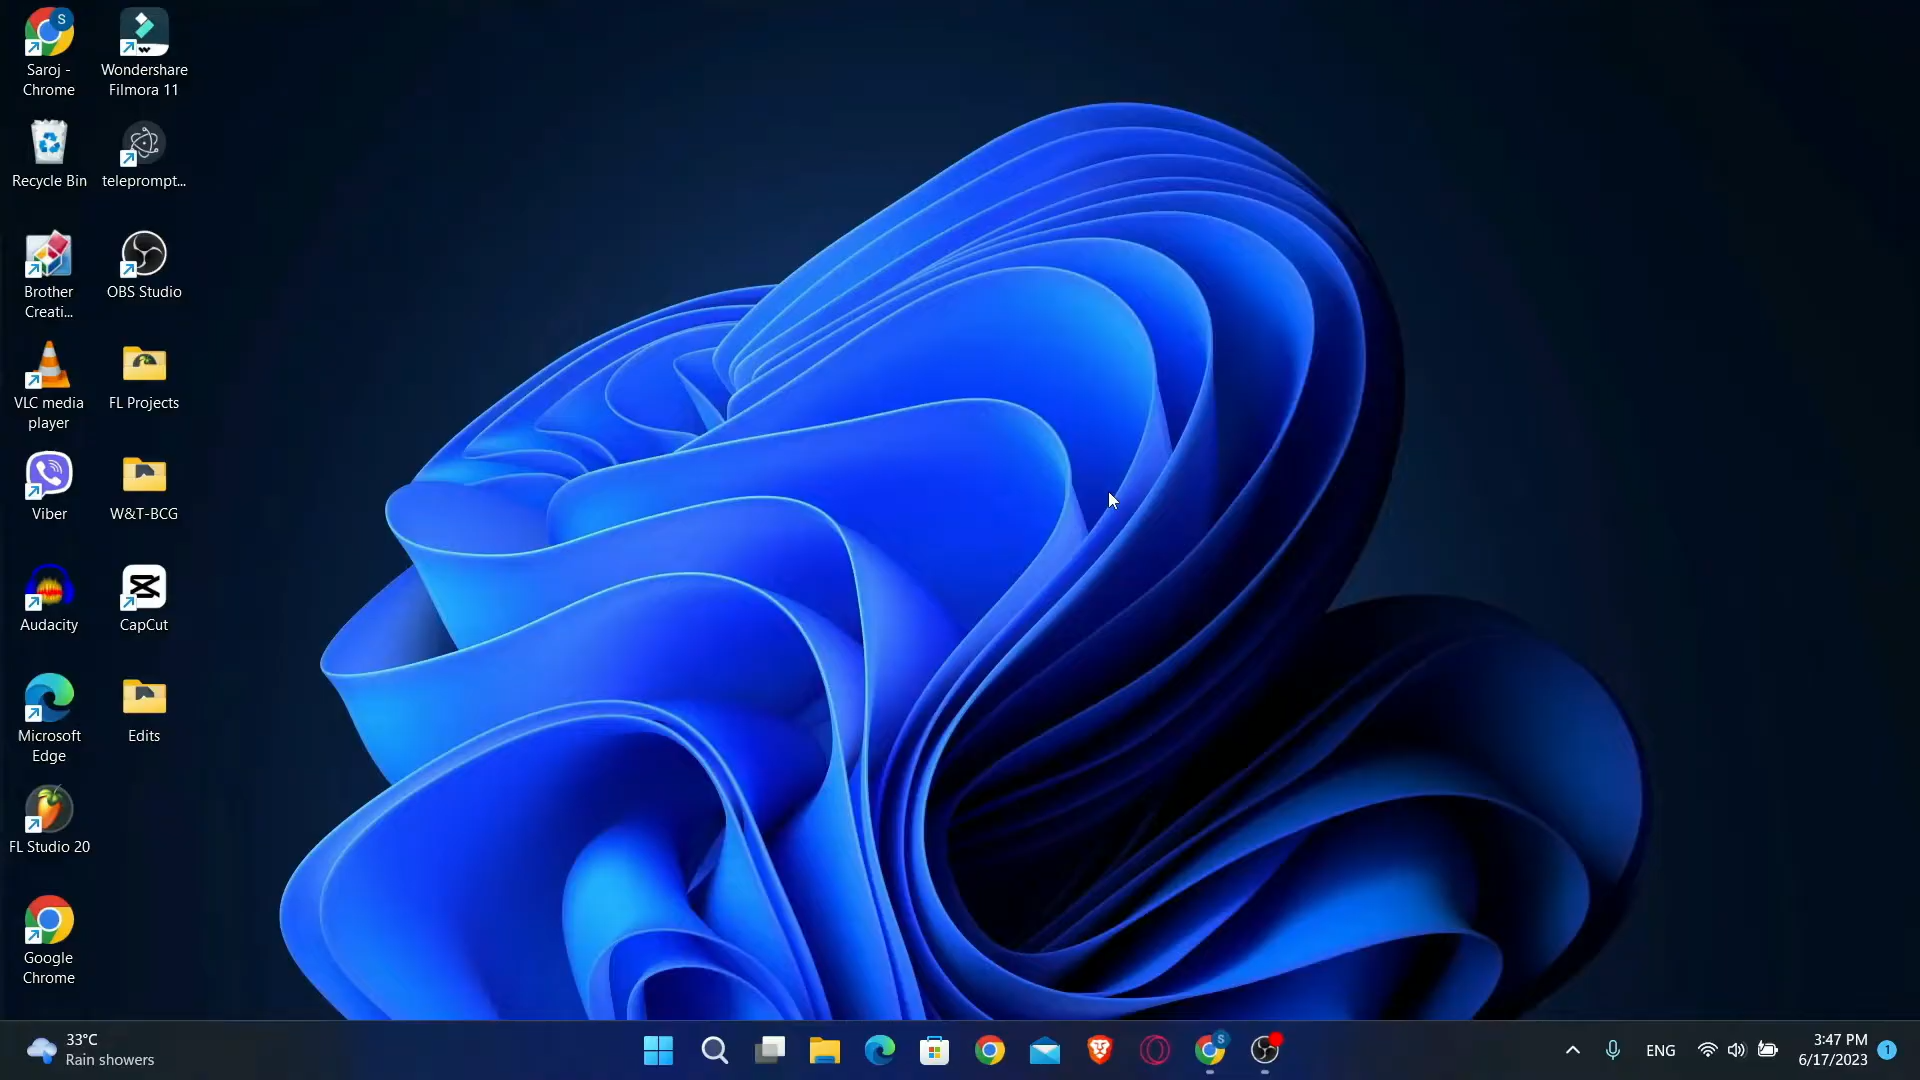 Saroj -
Chrome
Wondershare
Filmora 11
Recycle Bin
teleprompt...
Brother
Creati...
OBS Studio
VLC media
player
FL Projects
Viber
W&T-BCG
Audacity
CapCut
Microsoft
Edge
Edits
FL Studio 20
Google
Chrome
33°C
Rain showers
S
S
ENG
3:47 PM
6/17/2023
1